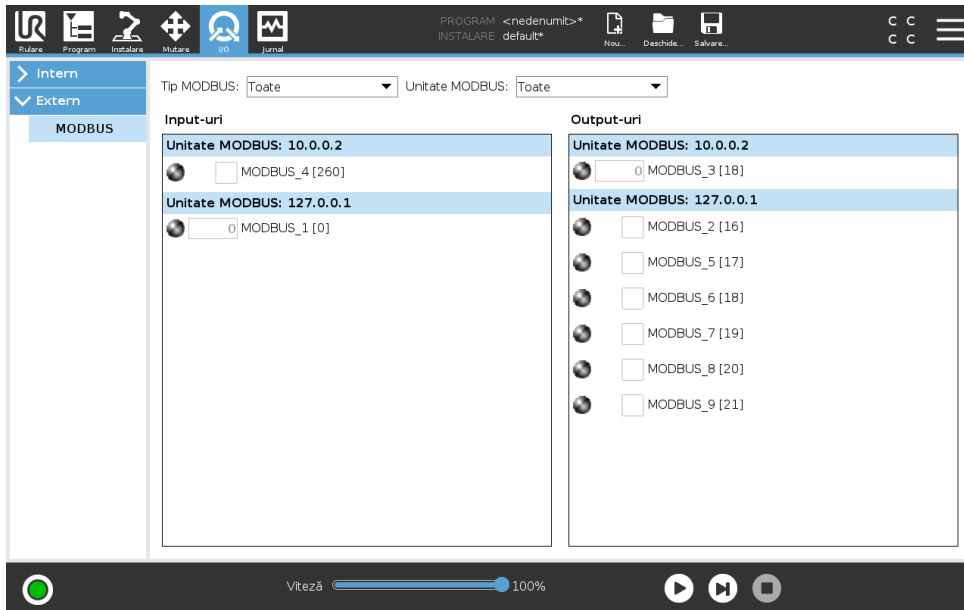 UR
PROGRAM <nedenumit>*
INSTALARE default*
C C
C C
Rulare Program Instalare Mutare I/O Jurnal Nou... Deschide... Salvare...
Intern
Extern
MODBUS
Tip MODBUS: Toate Unitate MODBUS: Toate
Input-uri
Unitate MODBUS: 10.0.0.2
MODBUS_4 [260]
Unitate MODBUS: 127.0.0.1
0 MODBUS_1 [0]
Output-uri
Unitate MODBUS: 10.0.0.2
0 MODBUS_3 [18]
Unitate MODBUS: 127.0.0.1
MODBUS_2 [16]
MODBUS_5 [17]
MODBUS_6 [18]
MODBUS_7 [19]
MODBUS_8 [20]
MODBUS_9 [21]
Viteză 100%